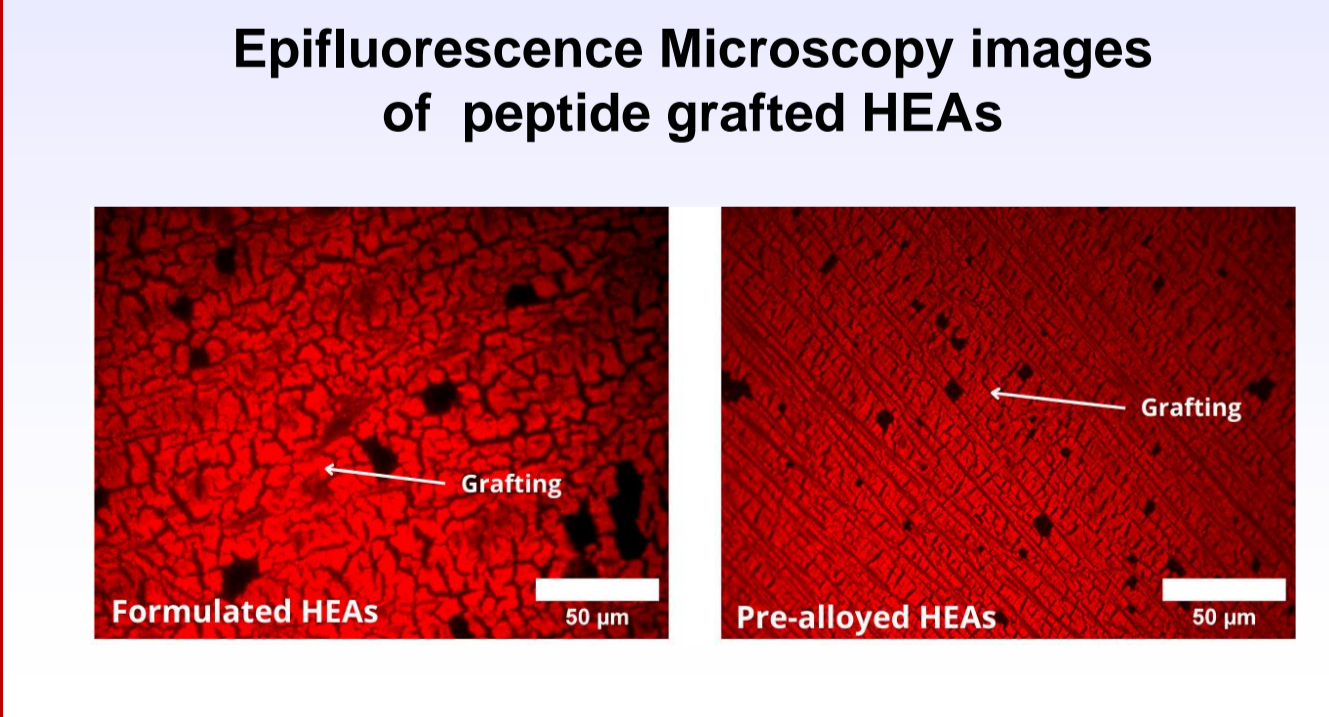 Epifluorescence Microscopy images
of peptide grafted HEAs
Grafting
Formulated HEAs
50 µm
Grafting
Pre-alloyed HEAs
50 µm